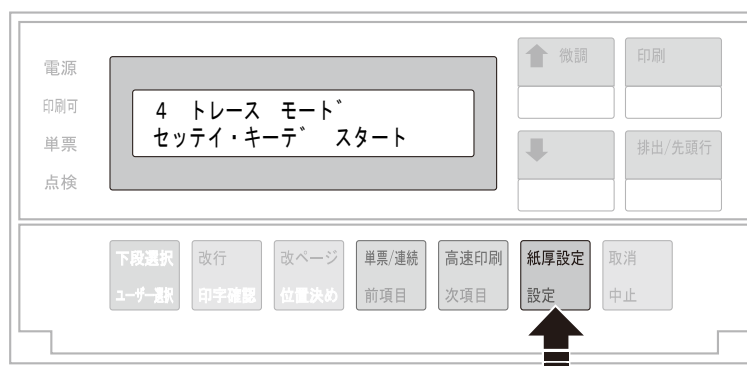 電源
印刷可
単票
点検
4 トレース モード
セッテイ・キーデ スタート
微調
印刷
排出/先頭行
下段選択
ユーザー選択
改行
印字確認
改ページ
位置決め
単票/連続
前項目
高速印刷
次項目
紙厚設定
設定
取消
中止